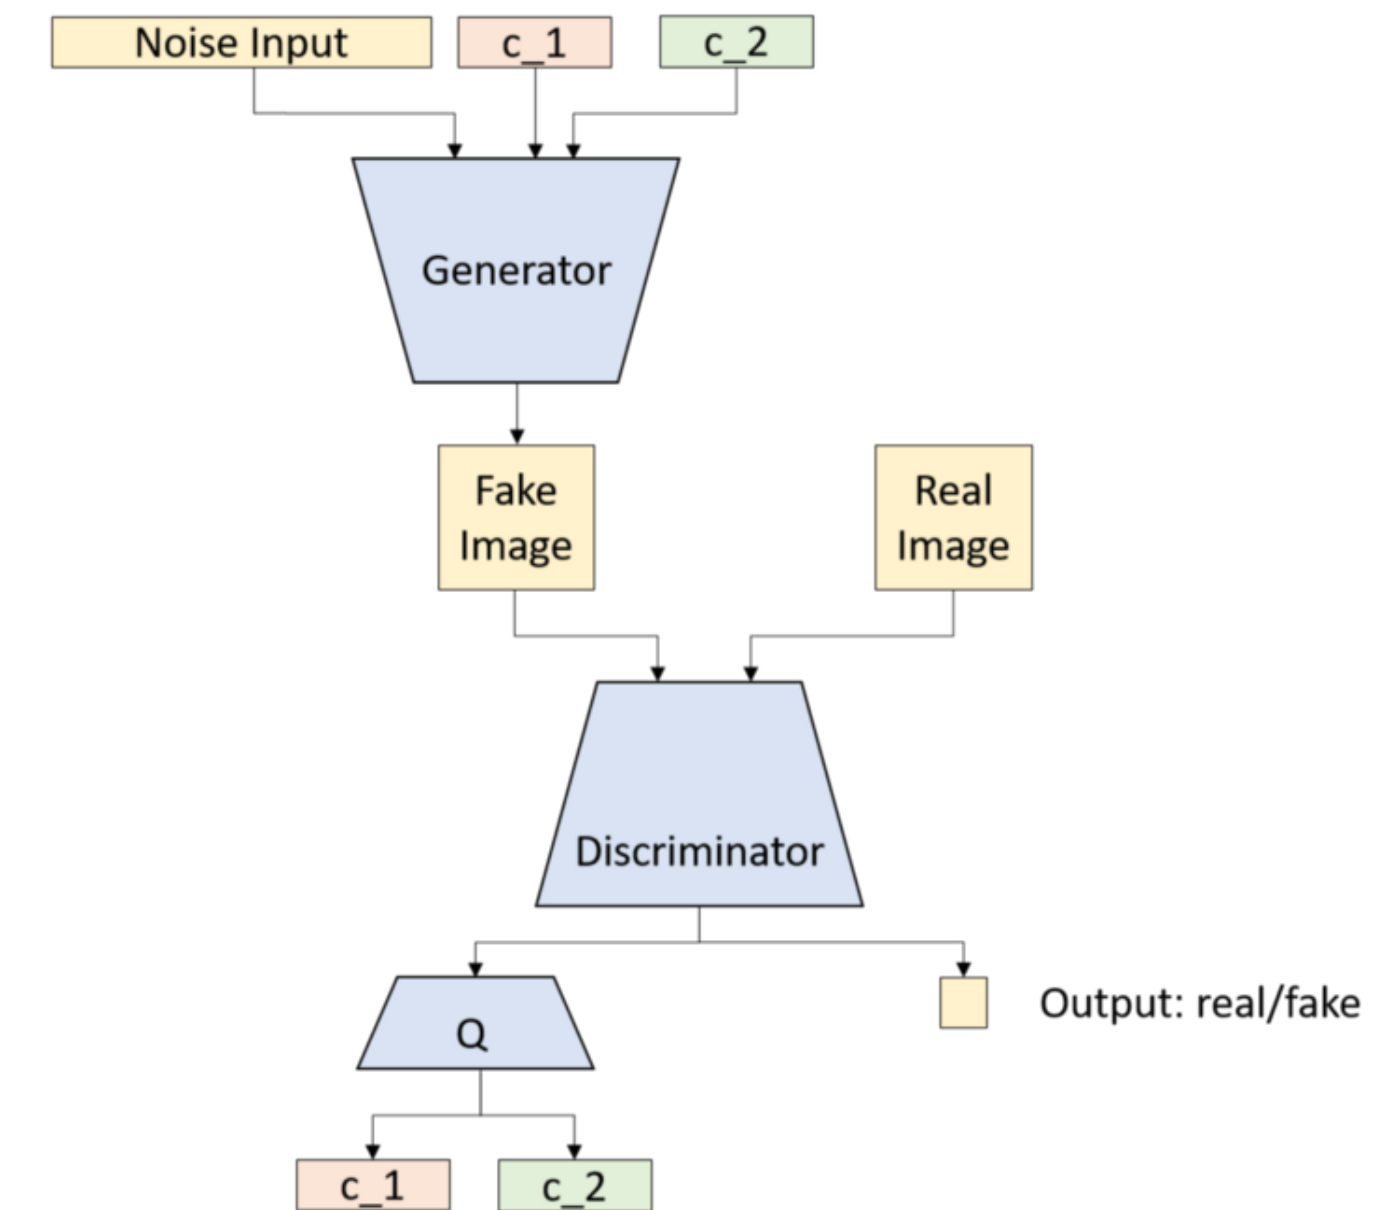 Noise Input
c_1
c_2
Generator
Fake
Image
Real
Image
Discriminator
Q
Output: real/fake
c_1
c_2